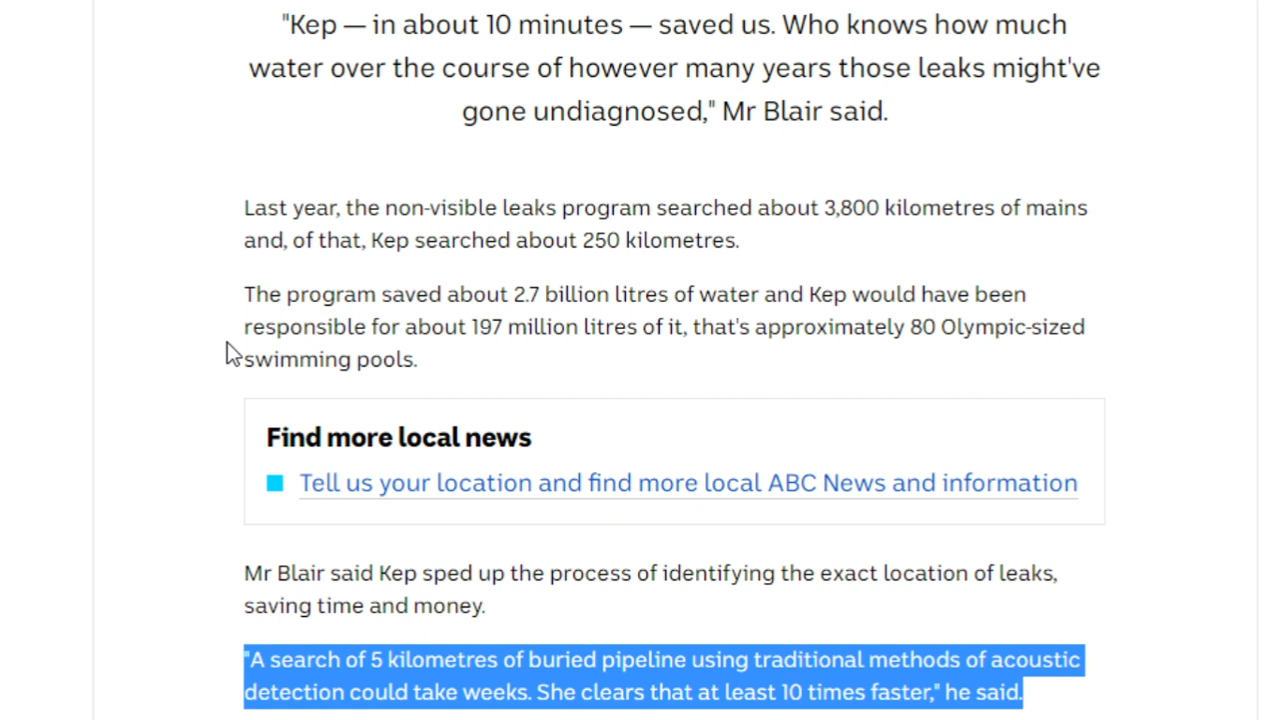 "Kep — in about 10 minutes — saved us. Who knows how much
water over the course of however many years those leaks might've
gone undiagnosed," Mr Blair said.
Last year, the non-visible leaks program searched about 3,800 kilometres of mains
and, of that, Kep searched about 250 kilometres.
The program saved about 2.7 billion litres of water and Kep would have been
responsible for about 197 million litres of it, that's approximately 80 Olympic-sized
swimming pools.
Find more local news
Tell us your location and find more local ABC News and information
Mr Blair said Kep sped up the process of identifying the exact location of leaks,
saving time and money.
"A search of 5 kilometres of buried pipeline using traditional methods of acoustic
detection could take weeks. She clears that at least 10 times faster," he said.